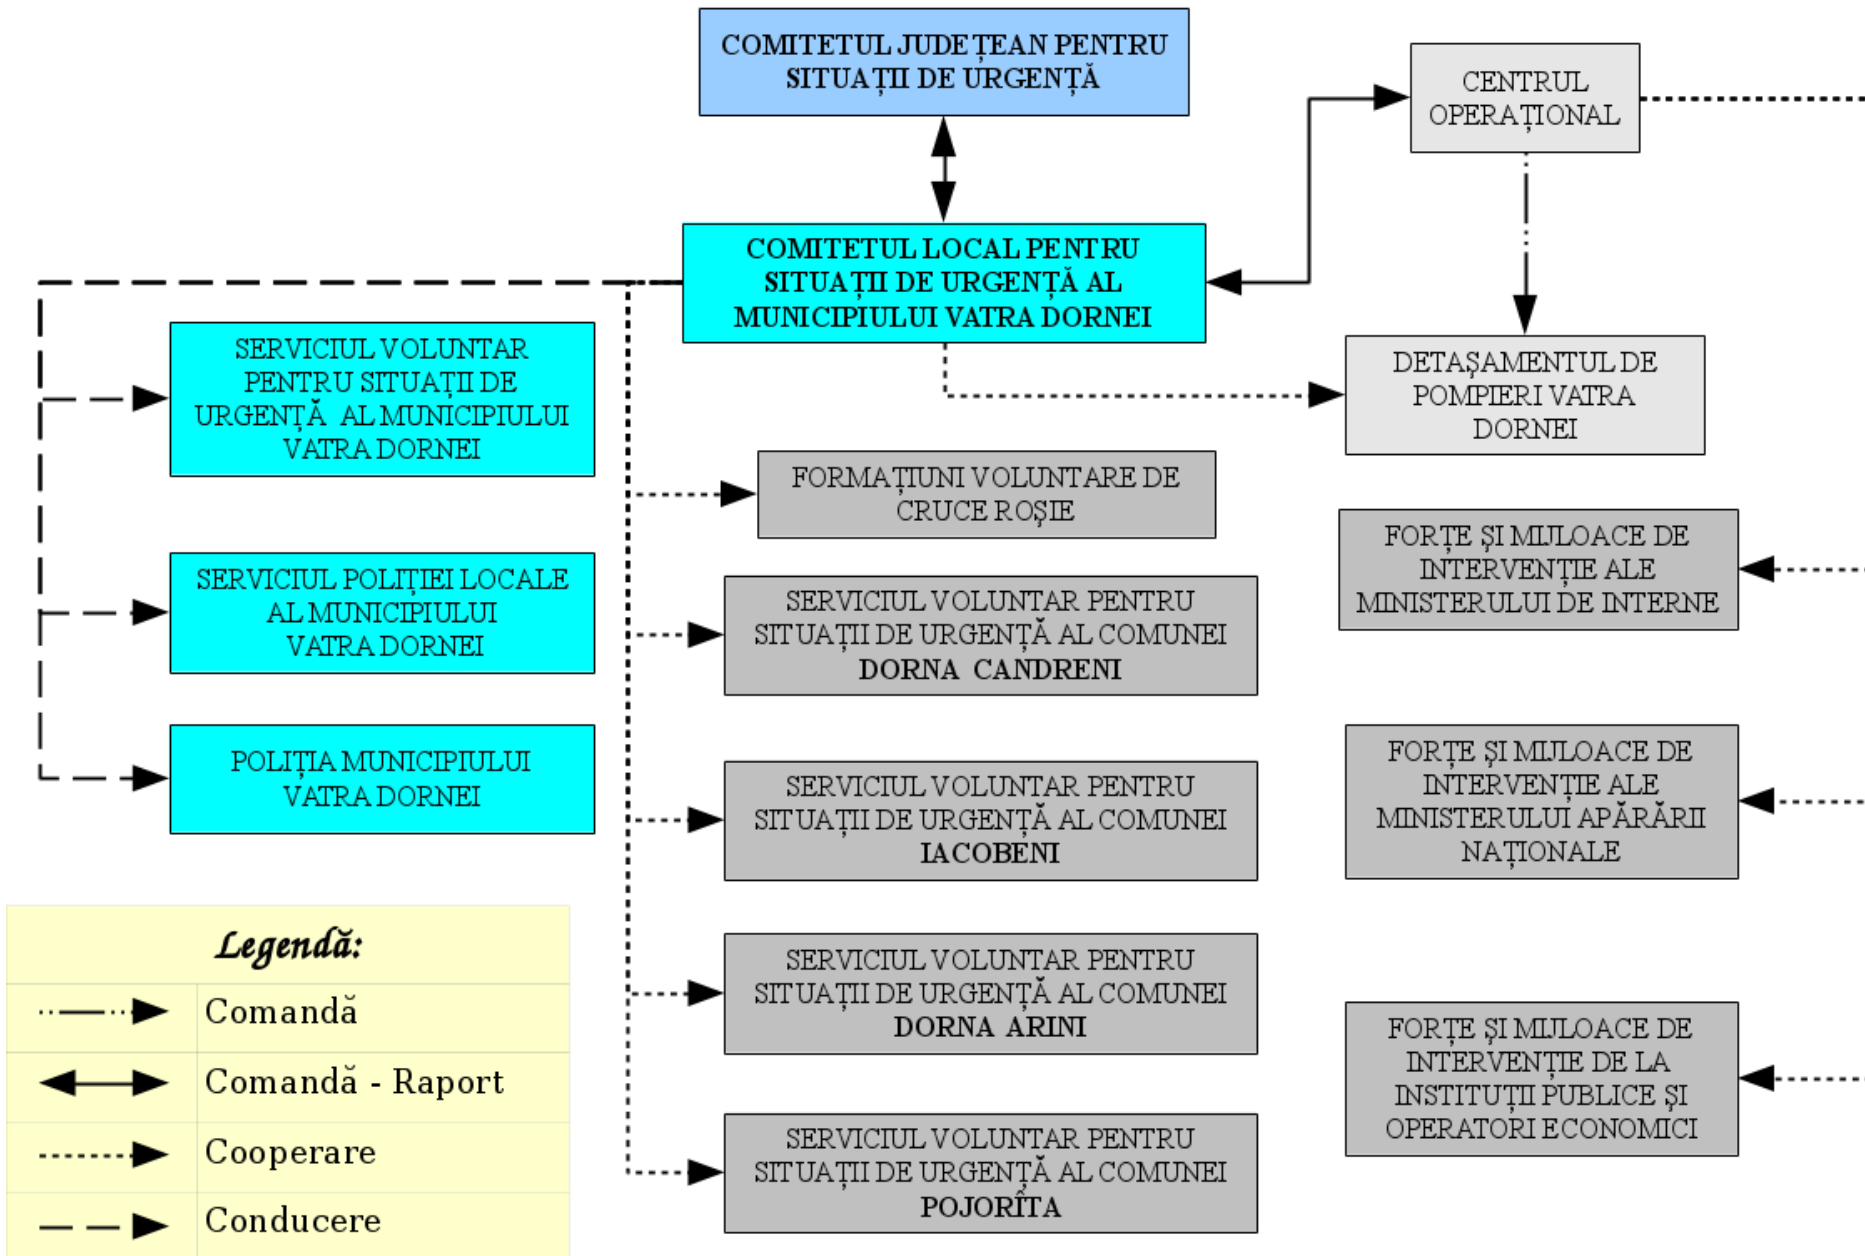 COMITETUL JUDEȚEAN PENTRU
SITUAȚII DE URGENȚĂ
CENTRUL
OPERAȚIONAL
COMITETUL LOCAL PENTRU
SITUAȚII DE URGENȚĂ AL
MUNICIPIULUI VATRA DORNEI
SERVICIUL VOLUNTAR
PENTRU SITUAȚII DE
URGENȚĂ AL MUNICIPIULUI
VATRA DORNEI
DETAȘAMENTUL DE
POMPIERI VATRA
DORNEI
FORMAȚIUNI VOLUNTARE DE
CRUCE ROȘIE
FORȚE ȘI MIJLOACE DE
INTERVENȚIE ALE
MINISTERULUI DE INTERNE
SERVICIUL POLIȚIEI LOCALE
AL MUNICIPIULUI
VATRA DORNEI
SERVICIUL VOLUNTAR PENTRU
SITUAȚII DE URGENȚĂ AL COMUNEI
DORNA CANDRENI
POLIȚIA MUNICIPIULUI
VATRA DORNEI
SERVICIUL VOLUNTAR PENTRU
SITUAȚII DE URGENȚĂ AL COMUNEI
IACOBENI
FORȚE ȘI MIJLOACE DE
INTERVENȚIE ALE
MINISTERULUI APĂRĂRII
NAȚIONALE
SERVICIUL VOLUNTAR PENTRU
SITUAȚII DE URGENȚĂ AL COMUNEI
DORNA ARINI
FORȚE ȘI MIJLOACE DE
INTERVENȚIE DE LA
INSTITUȚII PUBLICE ȘI
OPERATORI ECONOMICI
SERVICIUL VOLUNTAR PENTRU
SITUAȚII DE URGENȚĂ AL COMUNEI
POJORÎTA
Legendă:
Comandă
Comandă - Raport
Cooperare
Conducere